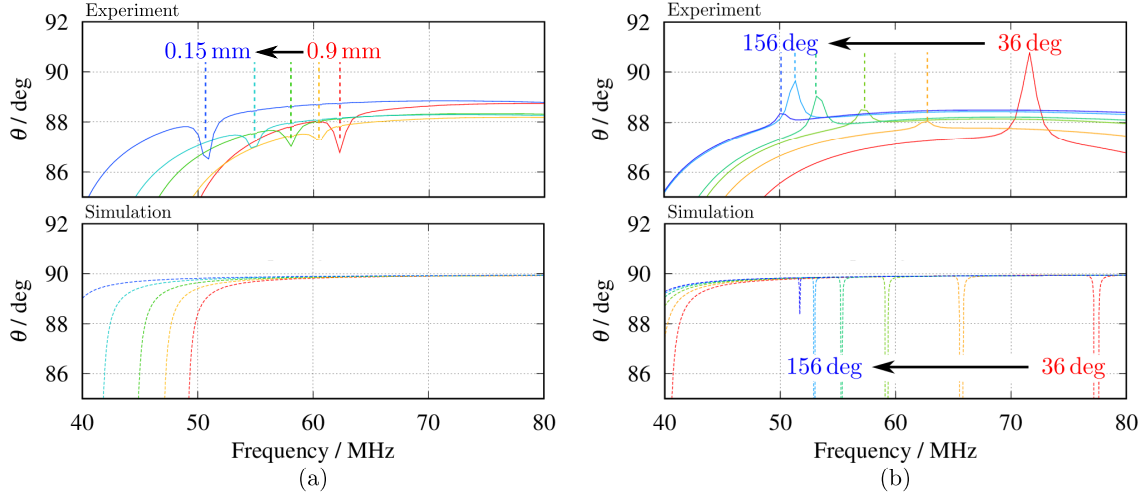 Experiment
92
90
88
86
θ / deg
0.15 mm
0.9 mm
Simulation
92
90
88
86
θ / deg
40 50 60 70 80
Frequency / MHz
(a)
Experiment
92
90
88
86
θ / deg
156 deg
36 deg
Simulation
92
90
88
86
θ / deg
156 deg
36 deg
40 50 60 70 80
Frequency / MHz
(b)